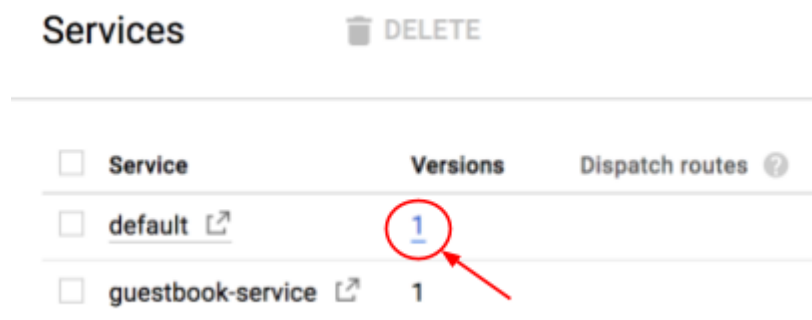 Services DELETE
Service Versions Dispatch routes ?
default 1
guestbook-service 1